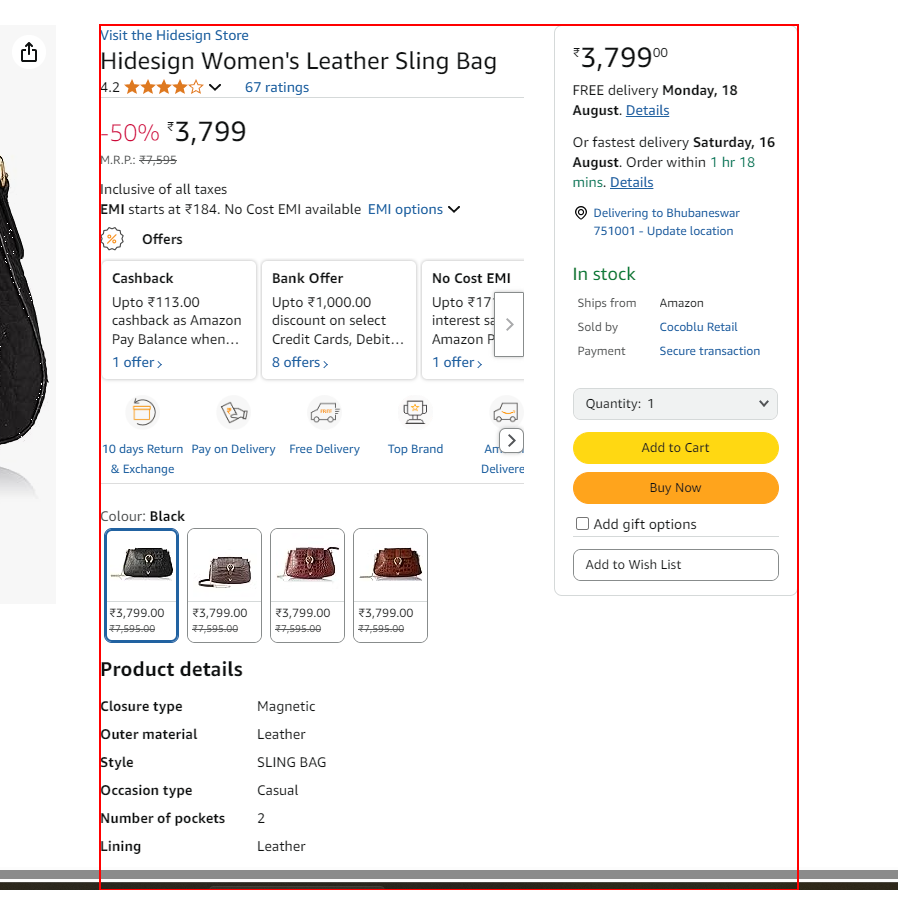 Visit the Hidesign Store
Hidesign Women's Leather Sling Bag
4.2
67 ratings
-50% ₹3,799
M.R.P.: ₹7,595
Inclusive of all taxes
EMI starts at ₹184. No Cost EMI available EMI options
Offers
Cashback
Upto ₹113.00
cashback as Amazon
Pay Balance when...
1 offer
Bank Offer
Upto ₹1,000.00
discount on select
Credit Cards, Debit...
8 offers
No Cost EMI
Upto ₹17
interest sa
Amazon P
1 offer
10 days Return
& Exchange
Pay on Delivery
FREE
Free Delivery
Top Brand
Am
Delivere
Colour: Black
₹3,799.00
₹7,595.00
₹3,799.00
₹7,595.00
₹3,799.00
₹7,595.00
₹3,799.00
₹7,595.00
Product details
Closure type Magnetic
Outer material Leather
Style SLING BAG
Occasion type Casual
Number of pockets 2
Lining Leather
₹3,799.00
FREE delivery Monday, 18
August. Details
Or fastest delivery Saturday, 16
August. Order within 1 hr 18
mins. Details
Delivering to Bhubaneswar
751001 - Update location
In stock
Ships from Amazon
Sold by Cocoblu Retail
Payment Secure transaction
Quantity: 1
Add to Cart
Buy Now
Add gift options
Add to Wish List